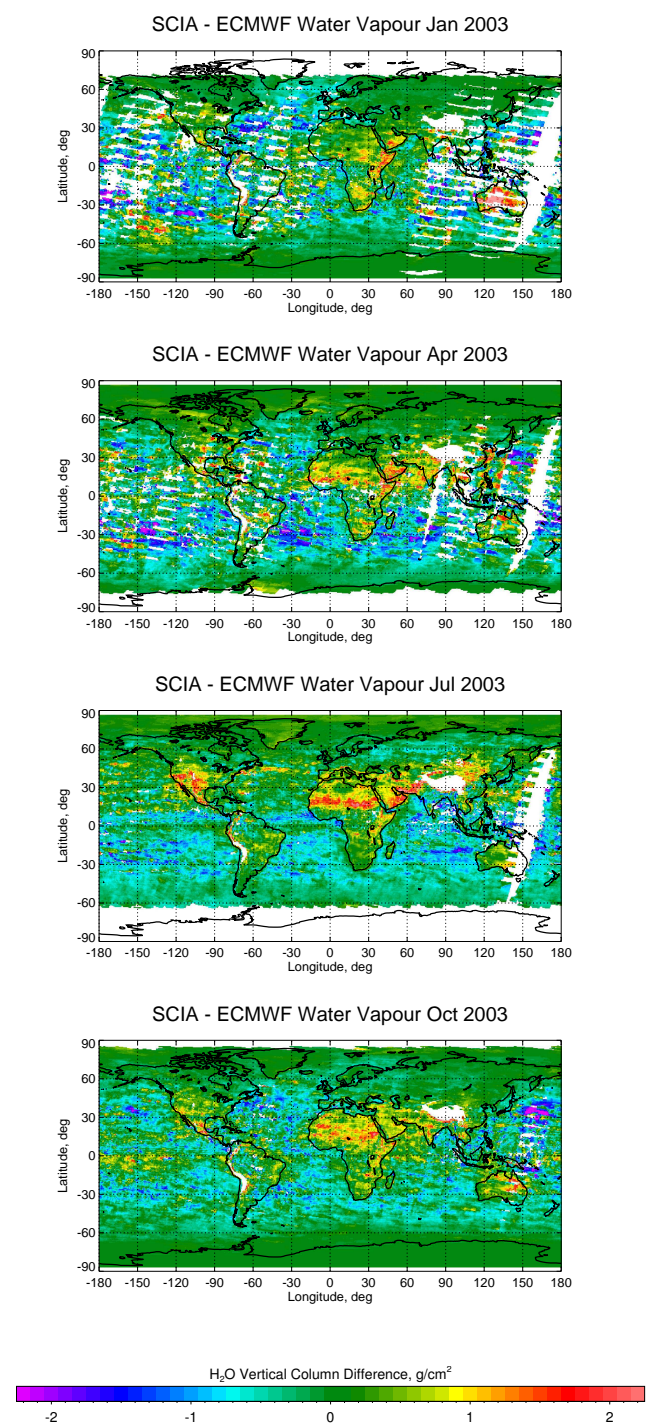 SCIA - ECMWF Water Vapour Jan 2003
90
60
30
0
-30
-60
-90
Latitude, deg
-180 -150 -120 -90 -60 -30 0 30 60 90 120 150 180
Longitude, deg
SCIA - ECMWF Water Vapour Apr 2003
90
60
30
0
-30
-60
-90
Latitude, deg
-180 -150 -120 -90 -60 -30 0 30 60 90 120 150 180
Longitude, deg
SCIA - ECMWF Water Vapour Jul 2003
90
60
30
0
-30
-60
-90
Latitude, deg
-180 -150 -120 -90 -60 -30 0 30 60 90 120 150 180
Longitude, deg
SCIA - ECMWF Water Vapour Oct 2003
90
60
30
0
-30
-60
-90
Latitude, deg
-180 -150 -120 -90 -60 -30 0 30 60 90 120 150 180
Longitude, deg
H₂O Vertical Column Difference, g/cm²
-2 -1 0 1 2